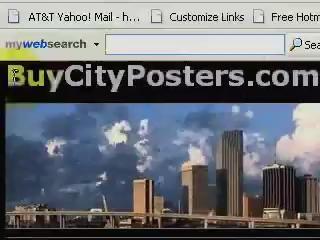 AT&T Yahoo! Mail - h... Customize Links Free Hotm
mywebsearch Sea
BuyCityPosters.com